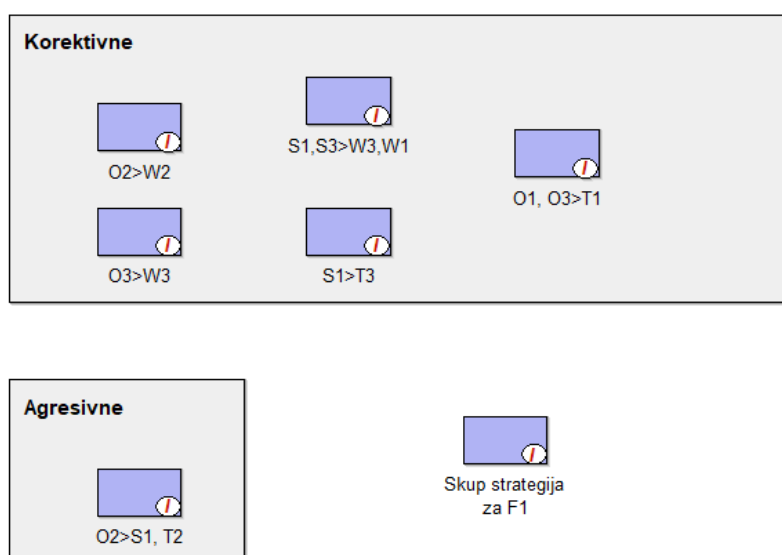 Korektivne
O2>W2
S1,S3>W3,W1
O1, O3>T1
O3>W3
S1>T3
Agresivne
O2>S1, T2
Skup strategija
za F1